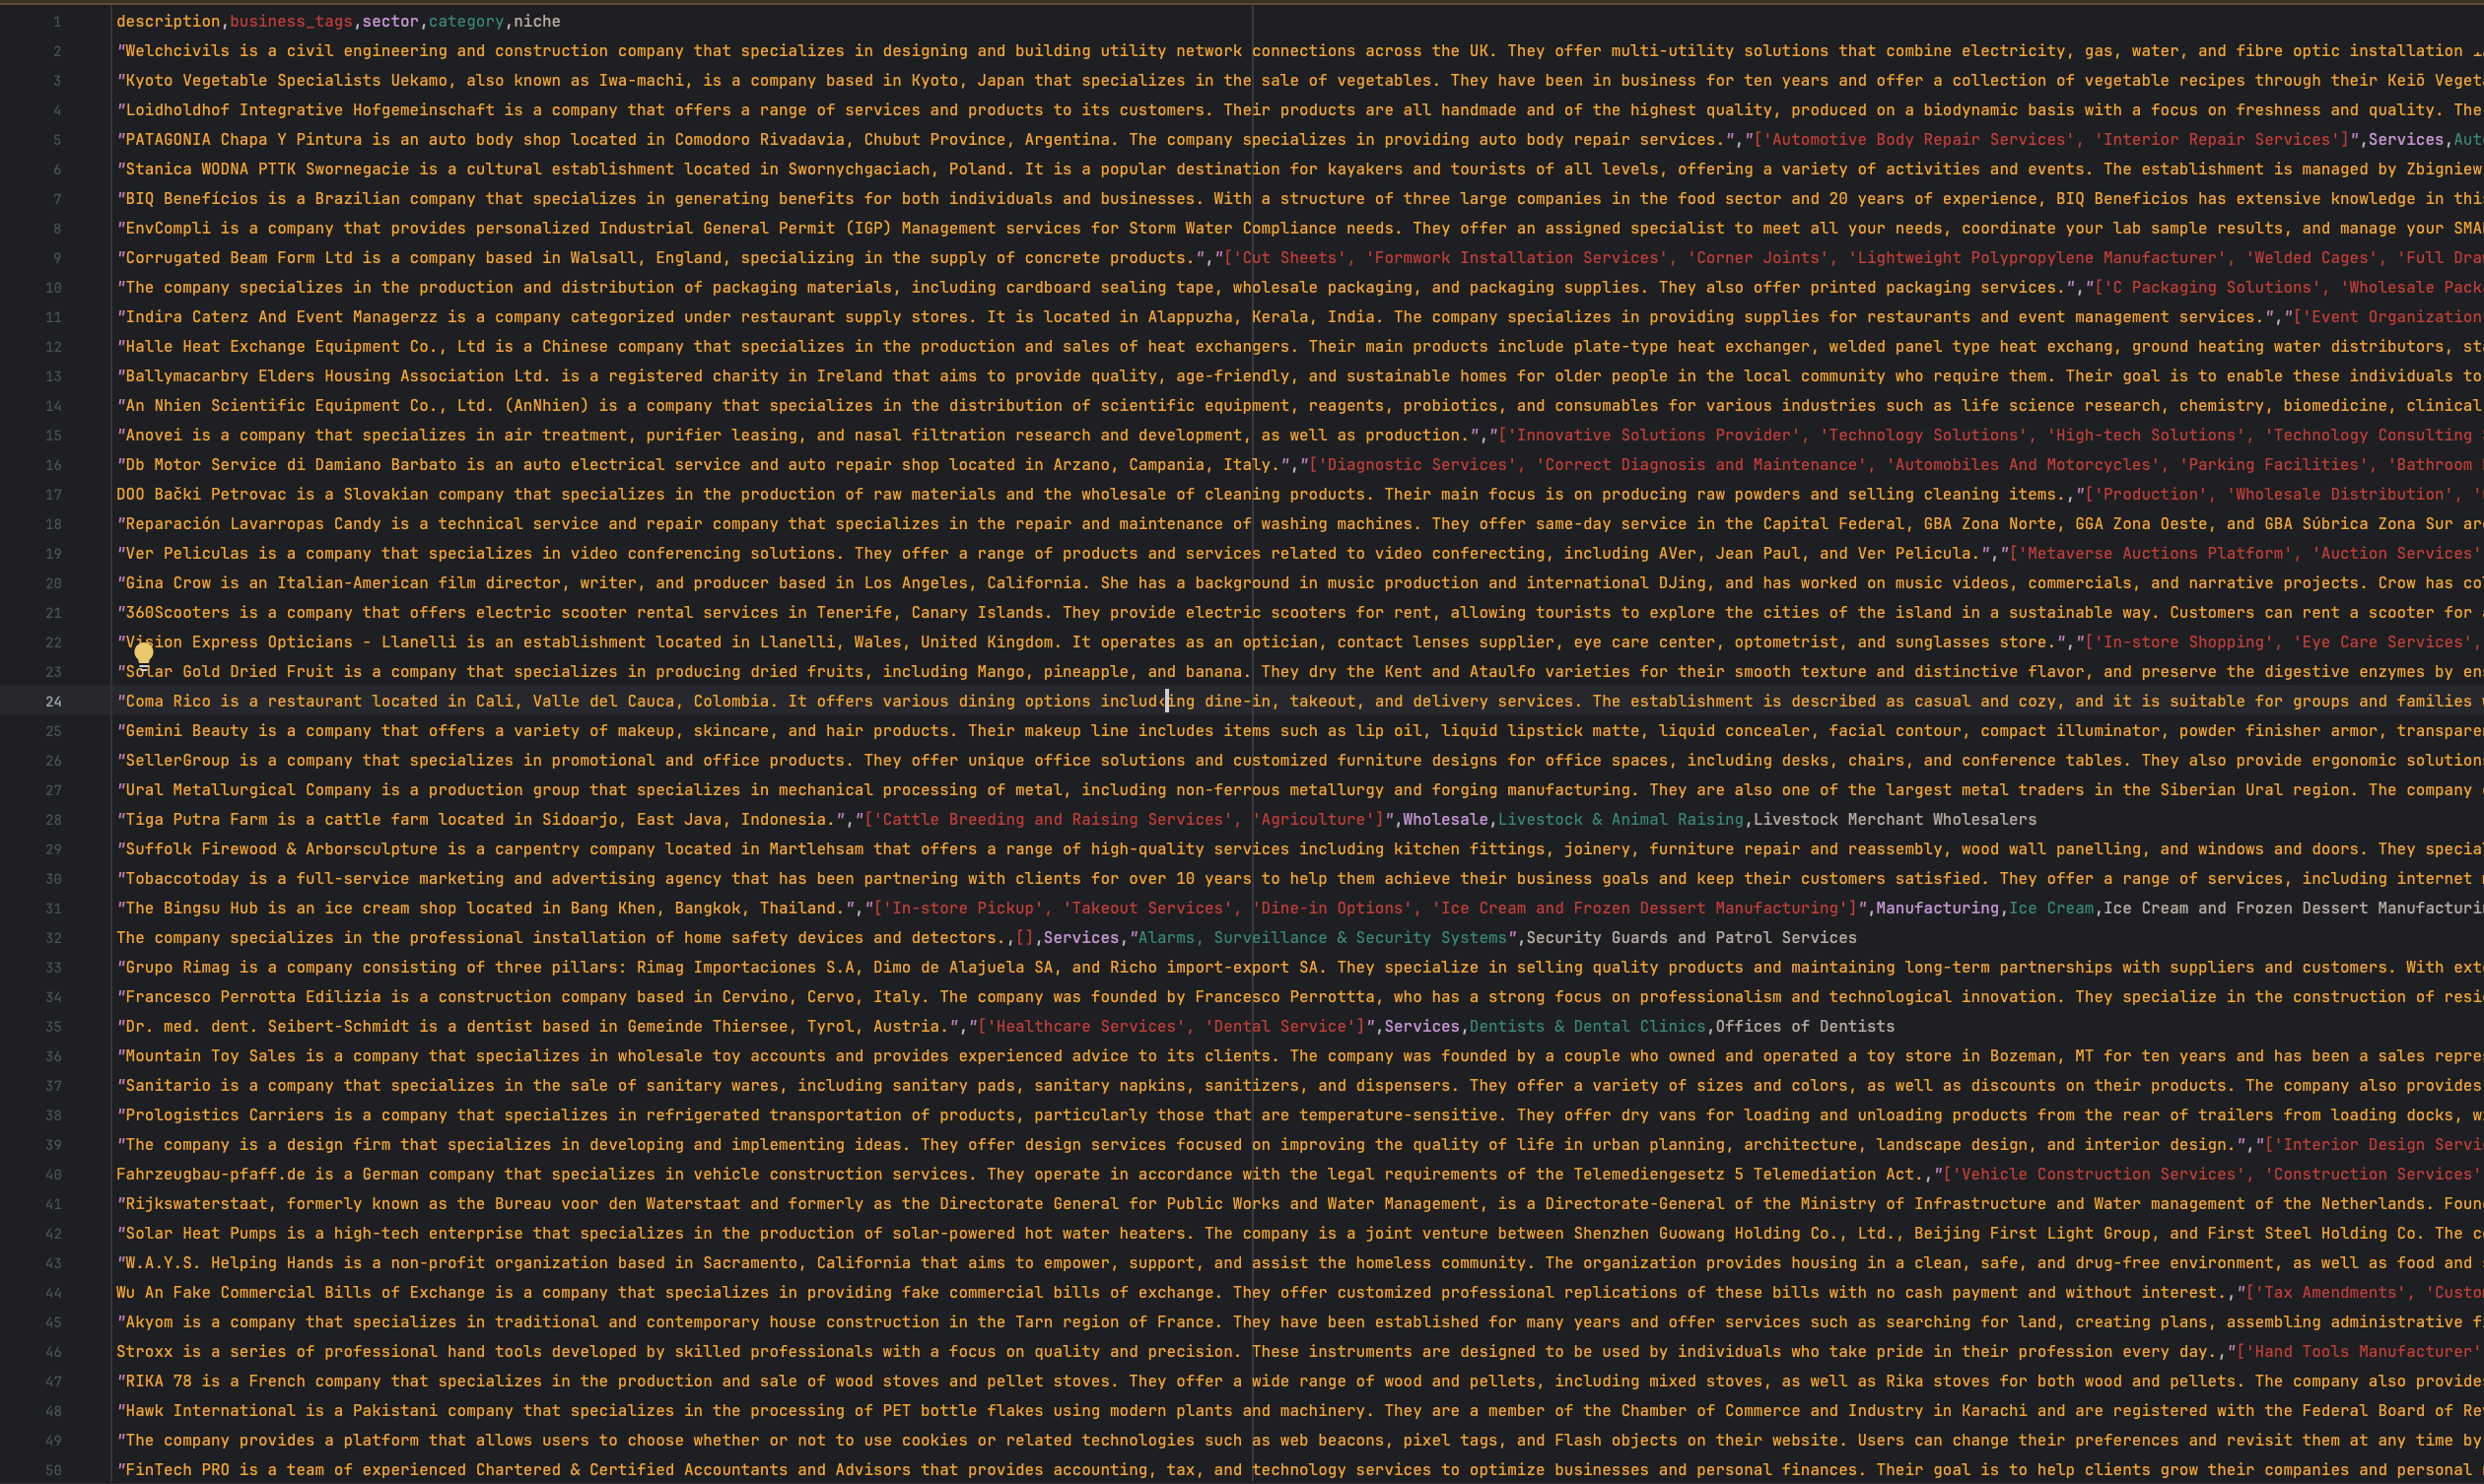 1 description,business_tags,sector,category,niche
2 "Welchcivils is a civil engineering and construction company that specializes in designing and building utility network connections across the UK. They offer multi-utility solutions that combine electricity, gas, water, and fibre optic installation
3 "Kyoto Vegetable Specialists Uekamo, also known as Iwa-machi, is a company based in Kyoto, Japan that specializes in the sale of vegetables. They have been in business for ten years and offer a collection of vegetable recipes through their Keiō Veget
4 "Loidholdhof Integrative Hofgemeinschaft is a company that offers a range of services and products to its customers. Their products are all handmade and of the highest quality, produced on a biodynamic basis with a focus on freshness and quality. The
5 "PATAGONIA Chapa Y Pintura is an auto body shop located in Comodoro Rivadavia, Chubut Province, Argentina. The company specializes in providing auto body repair services.","['Automotive Body Repair Services', 'Interior Repair Services']",Services,Aut
6 "Stanica WODNA PTTK Swornegacie is a cultural establishment located in Swornychgaciach, Poland. It is a popular destination for kayakers and tourists of all levels, offering a variety of activities and events. The establishment is managed by Zbigniew
7 "BIQ Benefícios is a Brazilian company that specializes in generating benefits for both individuals and businesses. With a structure of three large companies in the food sector and 20 years of experience, BIQ Beneficios has extensive knowledge in thi
8 "EnvCompli is a company that provides personalized Industrial General Permit (IGP) Management services for Storm Water Compliance needs. They offer an assigned specialist to meet all your needs, coordinate your lab sample results, and manage your SMA
9 "Corrugated Beam Form Ltd is a company based in Walsall, England, specializing in the supply of concrete products.","['Cut Sheets', 'Formwork Installation Services', 'Corner Joints', 'Lightweight Polypropylene Manufacturer', 'Welded Cages', 'Full Dra
10 "The company specializes in the production and distribution of packaging materials, including cardboard sealing tape, wholesale packaging, and packaging supplies. They also offer printed packaging services.","['C Packaging Solutions', 'Wholesale Pack
11 "Indira Caterz And Event Managerzz is a company categorized under restaurant supply stores. It is located in Alappuzha, Kerala, India. The company specializes in providing supplies for restaurants and event management services.","['Event Organization
12 "Halle Heat Exchange Equipment Co., Ltd is a Chinese company that specializes in the production and sales of heat exchangers. Their main products include plate-type heat exchanger, welded panel type heat exchang, ground heating water distributors, st
13 "Ballymacarbry Elders Housing Association Ltd. is a registered charity in Ireland that aims to provide quality, age-friendly, and sustainable homes for older people in the local community who require them. Their goal is to enable these individuals to
14 "An Nhien Scientific Equipment Co., Ltd. (AnNhien) is a company that specializes in the distribution of scientific equipment, reagents, probiotics, and consumables for various industries such as life science research, chemistry, biomedicine, clinical
15 "Anovei is a company that specializes in air treatment, purifier leasing, and nasal filtration research and development, as well as production.","['Innovative Solutions Provider', 'Technology Solutions', 'High-tech Solutions', 'Technology Consulting
16 "Db Motor Service di Damiano Barbato is an auto electrical service and auto repair shop located in Arzano, Campania, Italy.","['Diagnostic Services', 'Correct Diagnosis and Maintenance', 'Automobiles And Motorcycles', 'Parking Facilities', 'Bathroom
17 DOO Bački Petrovac is a Slovakian company that specializes in the production of raw materials and the wholesale of cleaning products. Their main focus is on producing raw powders and selling cleaning items.,"['Production', 'Wholesale Distribution', '
18 "Reparación Lavarropas Candy is a technical service and repair company that specializes in the repair and maintenance of washing machines. They offer same-day service in the Capital Federal, GBA Zona Norte, GGA Zona Oeste, and GBA Súbrica Zona Sur ar
19 "Ver Peliculas is a company that specializes in video conferencing solutions. They offer a range of products and services related to video conferecting, including AVer, Jean Paul, and Ver Pelicula.","['Metaverse Auctions Platform', 'Auction Services'
20 "Gina Crow is an Italian-American film director, writer, and producer based in Los Angeles, California. She has a background in music production and international DJing, and has worked on music videos, commercials, and narrative projects. Crow has co
21 "360Scooters is a company that offers electric scooter rental services in Tenerife, Canary Islands. They provide electric scooters for rent, allowing tourists to explore the cities of the island in a sustainable way. Customers can rent a scooter for
22 "Vision Express Opticians - Llanelli is an establishment located in Llanelli, Wales, United Kingdom. It operates as an optician, contact lenses supplier, eye care center, optometrist, and sunglasses store.","['In-store Shopping', 'Eye Care Services',
23 "Solar Gold Dried Fruit is a company that specializes in producing dried fruits, including Mango, pineapple, and banana. They dry the Kent and Ataulfo varieties for their smooth texture and distinctive flavor, and preserve the digestive enzymes by en
24 "Coma Rico is a restaurant located in Cali, Valle del Cauca, Colombia. It offers various dining options including dine-in, takeout, and delivery services. The establishment is described as casual and cozy, and it is suitable for groups and families
25 "Gemini Beauty is a company that offers a variety of makeup, skincare, and hair products. Their makeup line includes items such as lip oil, liquid lipstick matte, liquid concealer, facial contour, compact illuminator, powder finisher armor, transpare
26 "SellerGroup is a company that specializes in promotional and office products. They offer unique office solutions and customized furniture designs for office spaces, including desks, chairs, and conference tables. They also provide ergonomic solution
27 "Ural Metallurgical Company is a production group that specializes in mechanical processing of metal, including non-ferrous metallurgy and forging manufacturing. They are also one of the largest metal traders in the Siberian Ural region. The company
28 "Tiga Putra Farm is a cattle farm located in Sidoarjo, East Java, Indonesia.","['Cattle Breeding and Raising Services', 'Agriculture']",Wholesale,Livestock & Animal Raising,Livestock Merchant Wholesalers
29 "Suffolk Firewood & Arborsculpture is a carpentry company located in Martlehsam that offers a range of high-quality services including kitchen fittings, joinery, furniture repair and reassembly, wood wall panelling, and windows and doors. They specia
30 "Tobaccotoday is a full-service marketing and advertising agency that has been partnering with clients for over 10 years to help them achieve their business goals and keep their customers satisfied. They offer a range of services, including internet
31 "The Bingsu Hub is an ice cream shop located in Bang Khen, Bangkok, Thailand.","['In-store Pickup', 'Takeout Services', 'Dine-in Options', 'Ice Cream and Frozen Dessert Manufacturing']",Manufacturing,Ice Cream,Ice Cream and Frozen Dessert Manufacturi
32 The company specializes in the professional installation of home safety devices and detectors.,[],Services,"Alarms, Surveillance & Security Systems",Security Guards and Patrol Services
33 "Grupo Rimag is a company consisting of three pillars: Rimag Importaciones S.A, Dimo de Alajuela SA, and Richo import-export SA. They specialize in selling quality products and maintaining long-term partnerships with suppliers and customers. With ext
34 "Francesco Perrotta Edilizia is a construction company based in Cervino, Cervo, Italy. The company was founded by Francesco Perrottta, who has a strong focus on professionalism and technological innovation. They specialize in the construction of resi
35 "Dr. med. dent. Seibert-Schmidt is a dentist based in Gemeinde Thiersee, Tyrol, Austria.","['Healthcare Services', 'Dental Service']",Services,Dentists & Dental Clinics,Offices of Dentists
36 "Mountain Toy Sales is a company that specializes in wholesale toy accounts and provides experienced advice to its clients. The company was founded by a couple who owned and operated a toy store in Bozeman, MT for ten years and has been a sales repre
37 "Sanitario is a company that specializes in the sale of sanitary wares, including sanitary pads, sanitary napkins, sanitizers, and dispensers. They offer a variety of sizes and colors, as well as discounts on their products. The company also provides
38 "Prologistics Carriers is a company that specializes in refrigerated transportation of products, particularly those that are temperature-sensitive. They offer dry vans for loading and unloading products from the rear of trailers from loading docks, w
39 "The company is a design firm that specializes in developing and implementing ideas. They offer design services focused on improving the quality of life in urban planning, architecture, landscape design, and interior design.","['Interior Design Servi
40 Fahrzeugbau-pfaff.de is a German company that specializes in vehicle construction services. They operate in accordance with the legal requirements of the Telemediengesetz 5 Telemediation Act.,"['Vehicle Construction Services', 'Construction Services'
41 "Rijkswaterstaat, formerly known as the Bureau voor den Waterstaat and formerly as the Directorate General for Public Works and Water Management, is a Directorate-General of the Ministry of Infrastructure and Water management of the Netherlands. Foun
42 "Solar Heat Pumps is a high-tech enterprise that specializes in the production of solar-powered hot water heaters. The company is a joint venture between Shenzhen Guowang Holding Co., Ltd., Beijing First Light Group, and First Steel Holding Co. The c
43 "W.A.Y.S. Helping Hands is a non-profit organization based in Sacramento, California that aims to empower, support, and assist the homeless community. The organization provides housing in a clean, safe, and drug-free environment, as well as food and
44 Wu An Fake Commercial Bills of Exchange is a company that specializes in providing fake commercial bills of exchange. They offer customized professional replications of these bills with no cash payment and without interest.,"['Tax Amendments', 'Custo
45 "Akyom is a company that specializes in traditional and contemporary house construction in the Tarn region of France. They have been established for many years and offer services such as searching for land, creating plans, assembling administrative f
46 Stroxx is a series of professional hand tools developed by skilled professionals with a focus on quality and precision. These instruments are designed to be used by individuals who take pride in their profession every day.,"['Hand Tools Manufacturer'
47 "RIKA 78 is a French company that specializes in the production and sale of wood stoves and pellet stoves. They offer a wide range of wood and pellets, including mixed stoves, as well as Rika stoves for both wood and pellets. The company also provide
48 "Hawk International is a Pakistani company that specializes in the processing of PET bottle flakes using modern plants and machinery. They are a member of the Chamber of Commerce and Industry in Karachi and are registered with the Federal Board of Re
49 "The company provides a platform that allows users to choose whether or not to use cookies or related technologies such as web beacons, pixel tags, and Flash objects on their website. Users can change their preferences and revisit them at any time by
50 "FinTech PRO is a team of experienced Chartered & Certified Accountants and Advisors that provides accounting, tax, and technology services to optimize businesses and personal finances. Their goal is to help clients grow their companies and personal